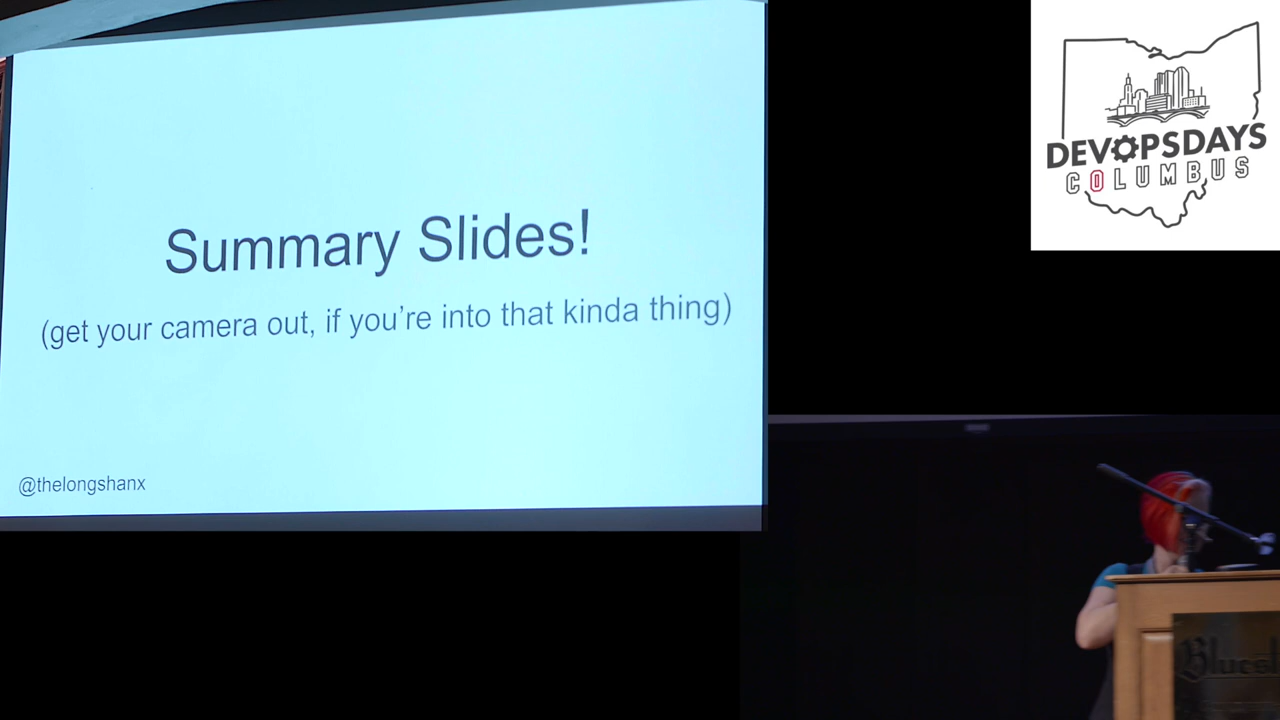 Summary Slides!
(get your camera out, if you're into that kinda thing)
@thelongshanx
DEVOPSDAYS
COLUMBUS